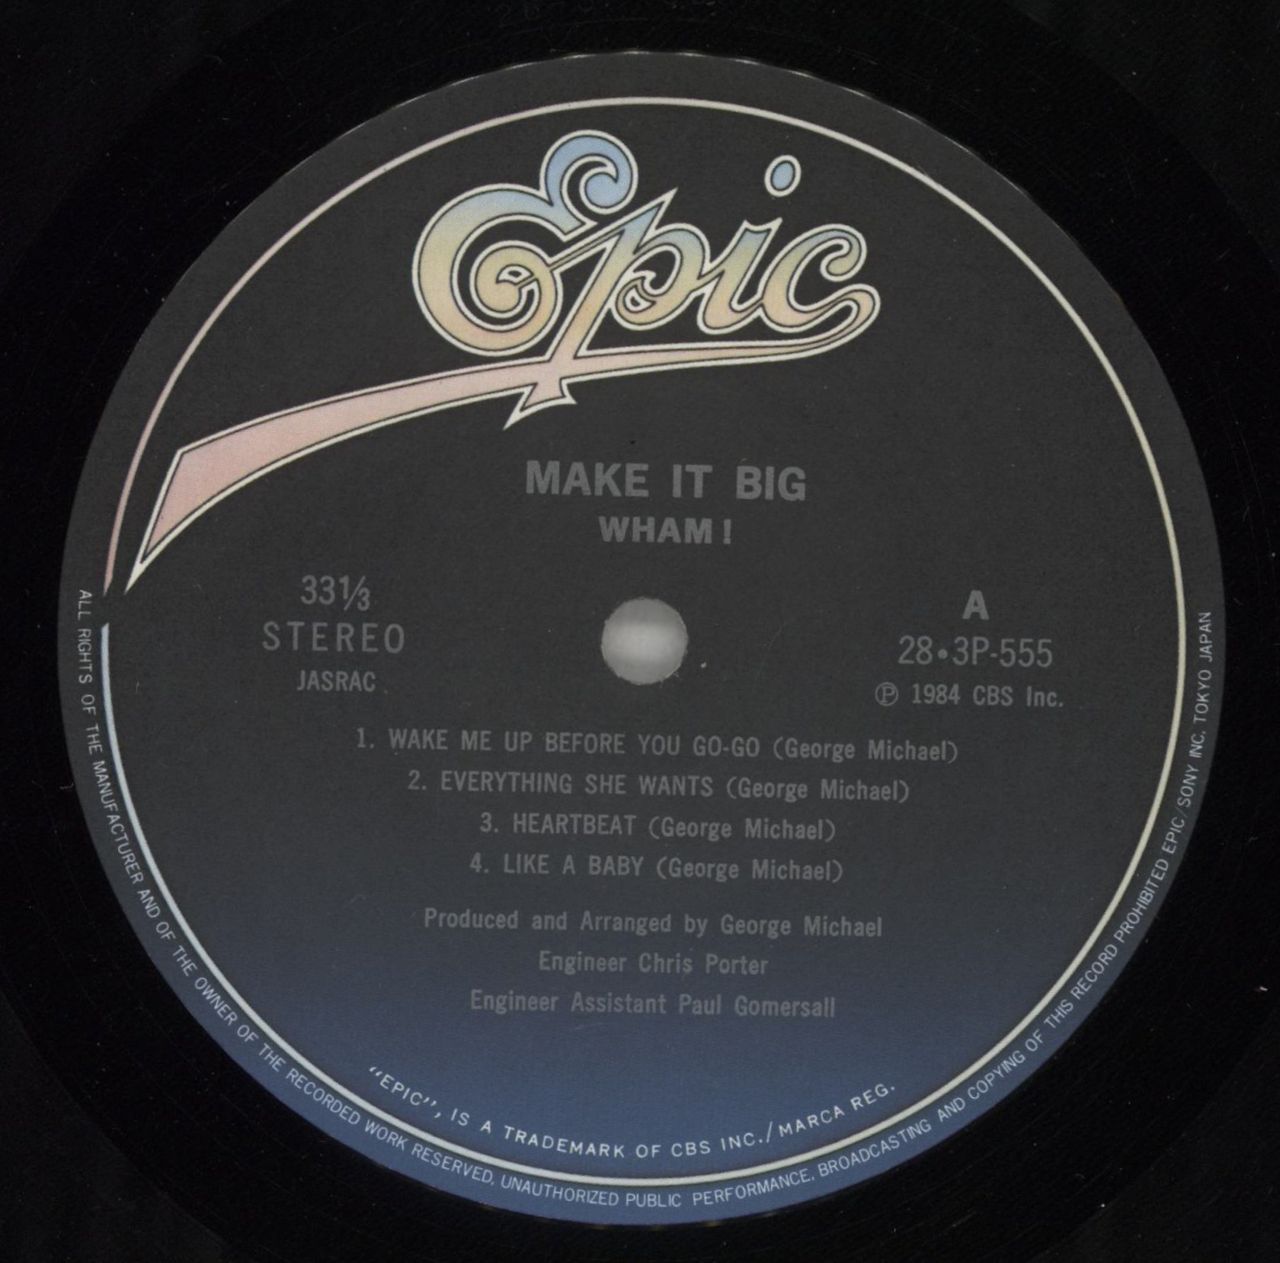 Epic
MAKE IT BIG
WHAM!
33⅓
STEREO
JASRAC
A
28•3P-555
Ⓟ 1984 CBS Inc.
1. WAKE ME UP BEFORE YOU GO-GO (George Michael)
2. EVERYTHING SHE WANTS (George Michael)
3. HEARTBEAT (George Michael)
4. LIKE A BABY (George Michael)
Produced and Arranged by George Michael
Engineer Chris Porter
Engineer Assistant Paul Gomersall
"EPIC", IS A TRADEMARK OF CBS INC./MARCA REG.
ALL RIGHTS OF THE MANUFACTURER AND OF THE OWNER OF THE RECORDED WORK RESERVED, UNAUTHORIZED PUBLIC PERFORMANCE, BROADCASTING AND COPYING OF THIS RECORD PROHIBITED EPIC/SONY INC. TOKYO JAPAN